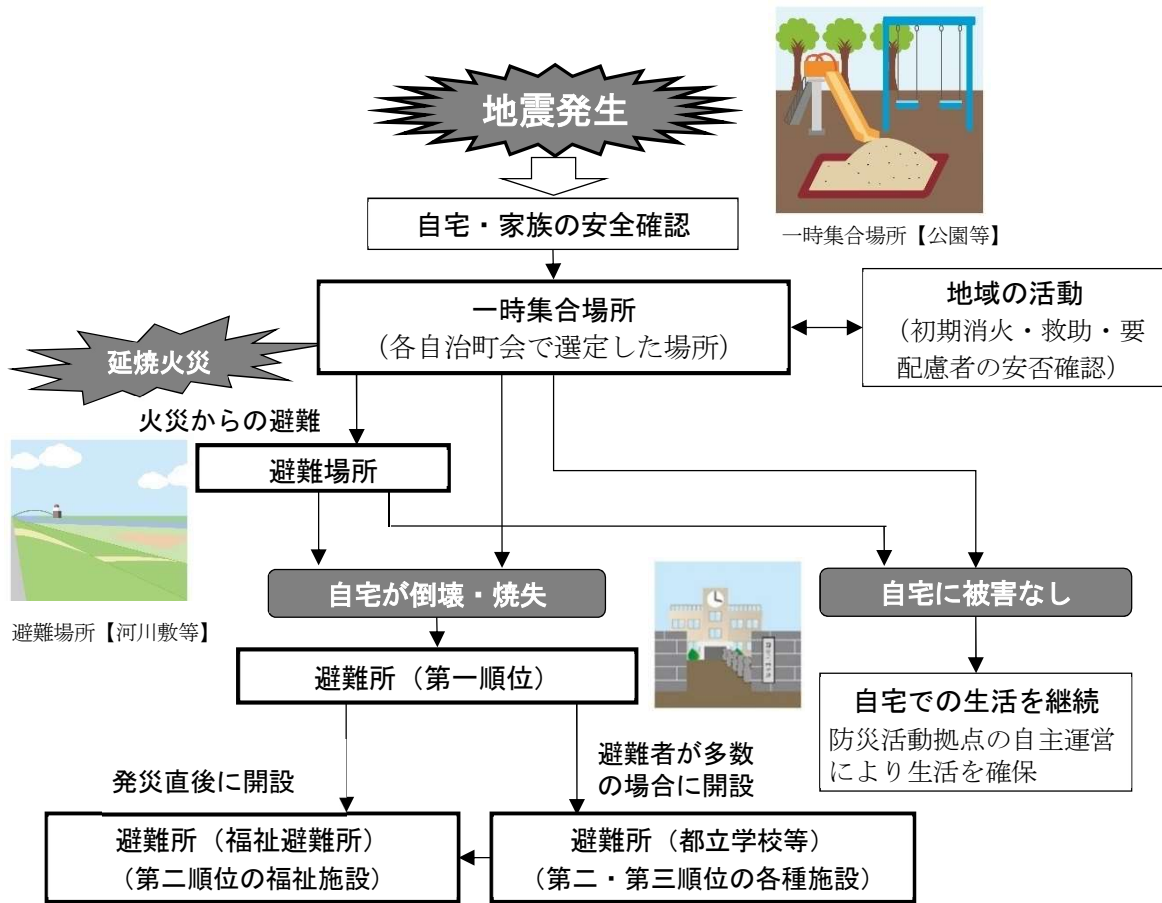 地震発生
自宅・家族の安全確認
一時集合場所【公園等】
一時集合場所
（各自治町会で選定した場所）
地域の活動
（初期消火・救助・要
配慮者の安否確認）
延焼火災
火災からの避難
避難場所
避難場所【河川敷等】
自宅が倒壊・焼失
自宅に被害なし
避難所（第一順位）
自宅での生活を継続
防災活動拠点の自主運営
により生活を確保
発災直後に開設
避難者が多数
の場合に開設
避難所（福祉避難所）
（第二順位の福祉施設）
避難所（都立学校等）
（第二・第三順位の各種施設）